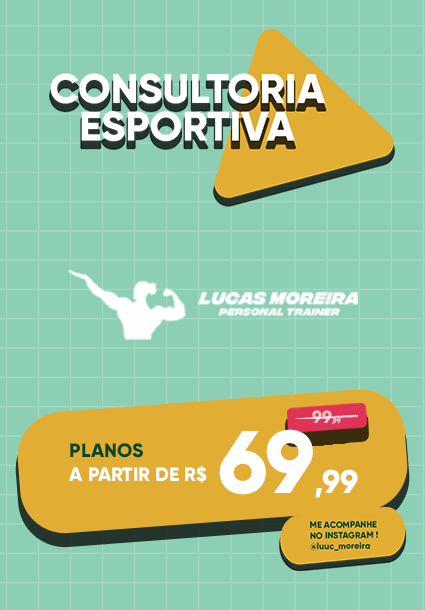 CONSULTORIA
ESPORTIVA
LUCAS MOREIRA
PERSONAL TRAINER
99,99
PLANOS
A PARTIR DE R$ 69,99
ME ACOMPANHE
NO INSTAGRAM !
@luuc_moreira